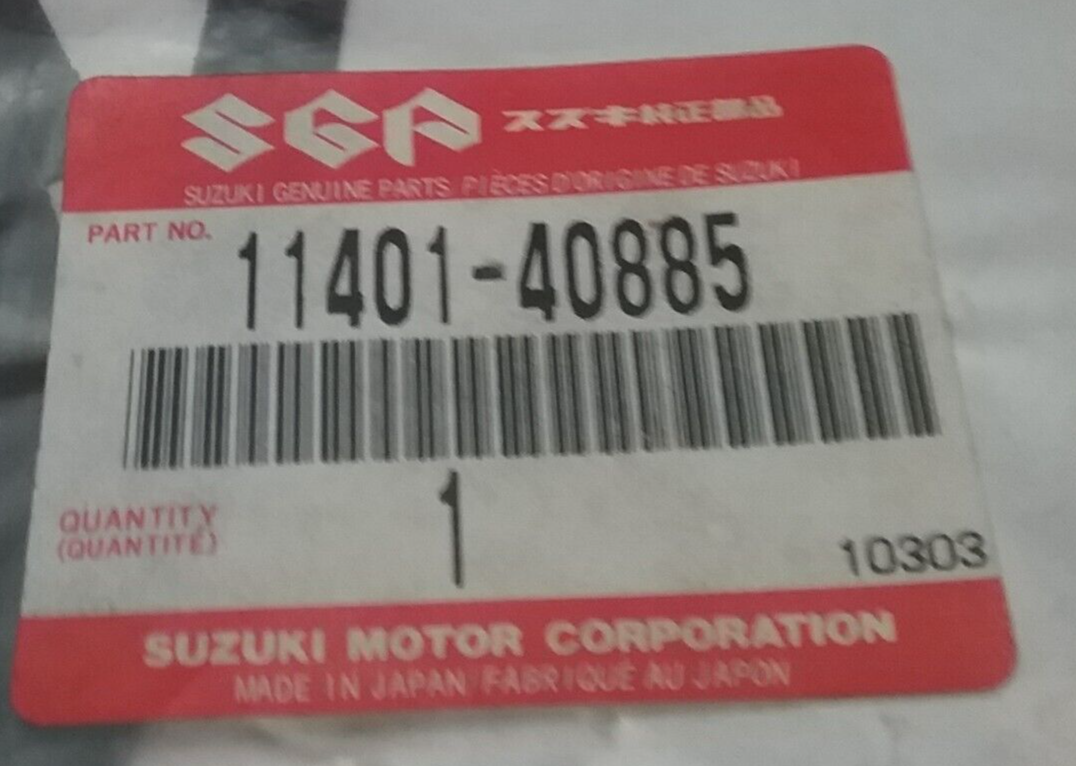 SGP スズキ純正部品
SUZUKI GENUINE PARTS/PIÈCES D'ORIGINE DE SUZUKI
PART NO. 11401-40885
QUANTITY
(QUANTITÉ)
1
10303
SUZUKI MOTOR CORPORATION
MADE IN JAPAN/FABRIQUÉ AU JAPON